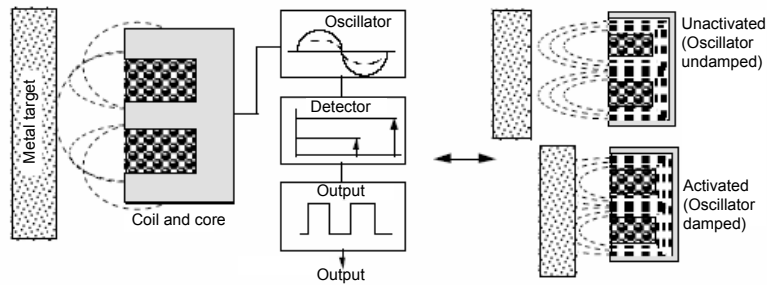 Metal target
Coil and core
Oscillator
Detector
Output
Output
Unactivated
(Oscillator
undamped)
Activated
(Oscillator
damped)